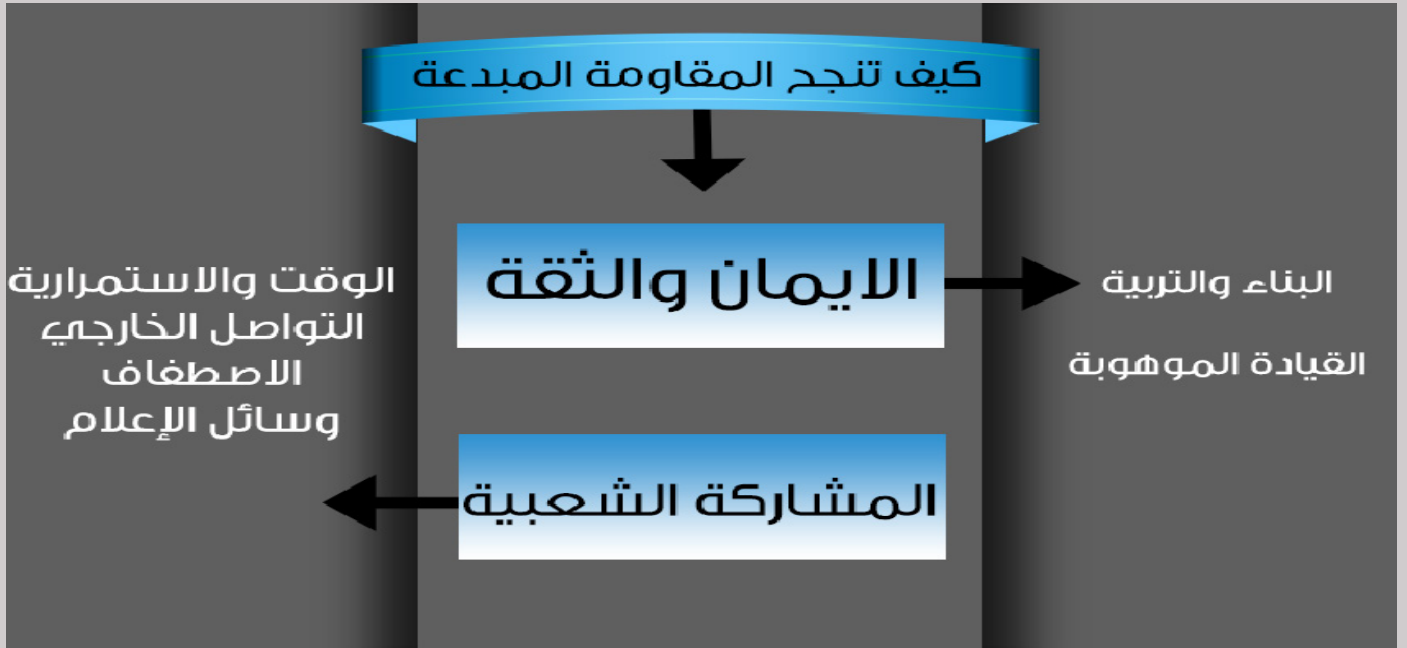 كيف تنجح المقاومة المبدعة
الايمان والثقة
البناء والتربية
القيادة الموهوبة
المشاركة الشعبية
الوقت والاستمرارية
التواصل الخارجي
الاصطفاف
وسائل الإعلام